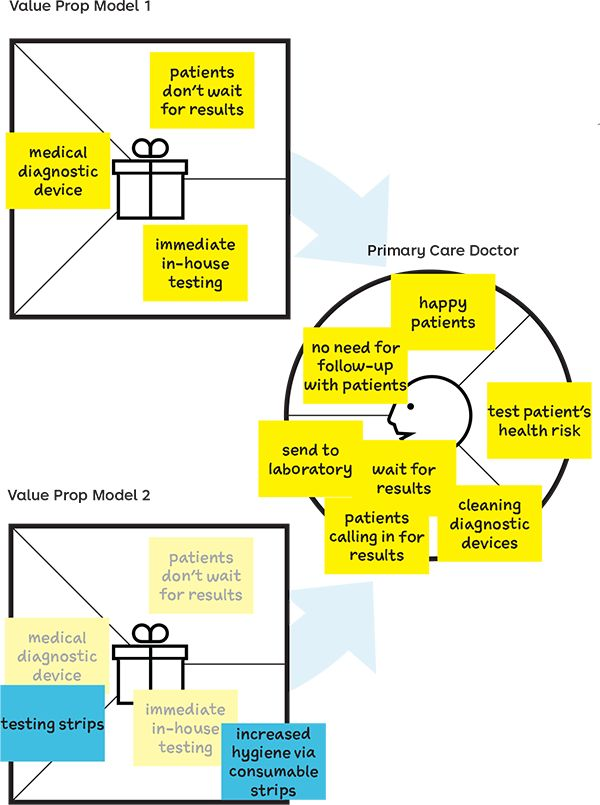 Value Prop Model 1
patients
don't wait
for results
medical
diagnostic
device
immediate
in-house
testing
Primary Care Doctor
happy
patients
no need for
follow-up
with patients
test patient's
health risk
send to
laboratory
wait for
results
patients
calling in for
results
cleaning
diagnostic
devices
Value Prop Model 2
patients
don't wait
for results
medical
diagnostic
device
testing strips
immediate
in-house
testing
increased
hygiene via
consumable
strips